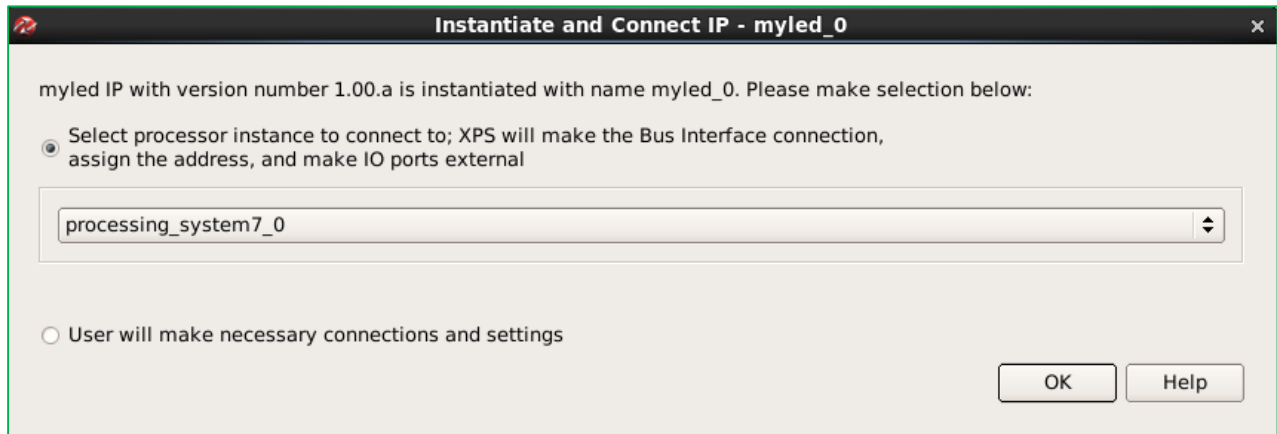 Instantiate and Connect IP - myled_0
myled IP with version number 1.00.a is instantiated with name myled_0. Please make selection below:
Select processor instance to connect to; XPS will make the Bus Interface connection,
assign the address, and make IO ports external
processing_system7_0
User will make necessary connections and settings
OK Help